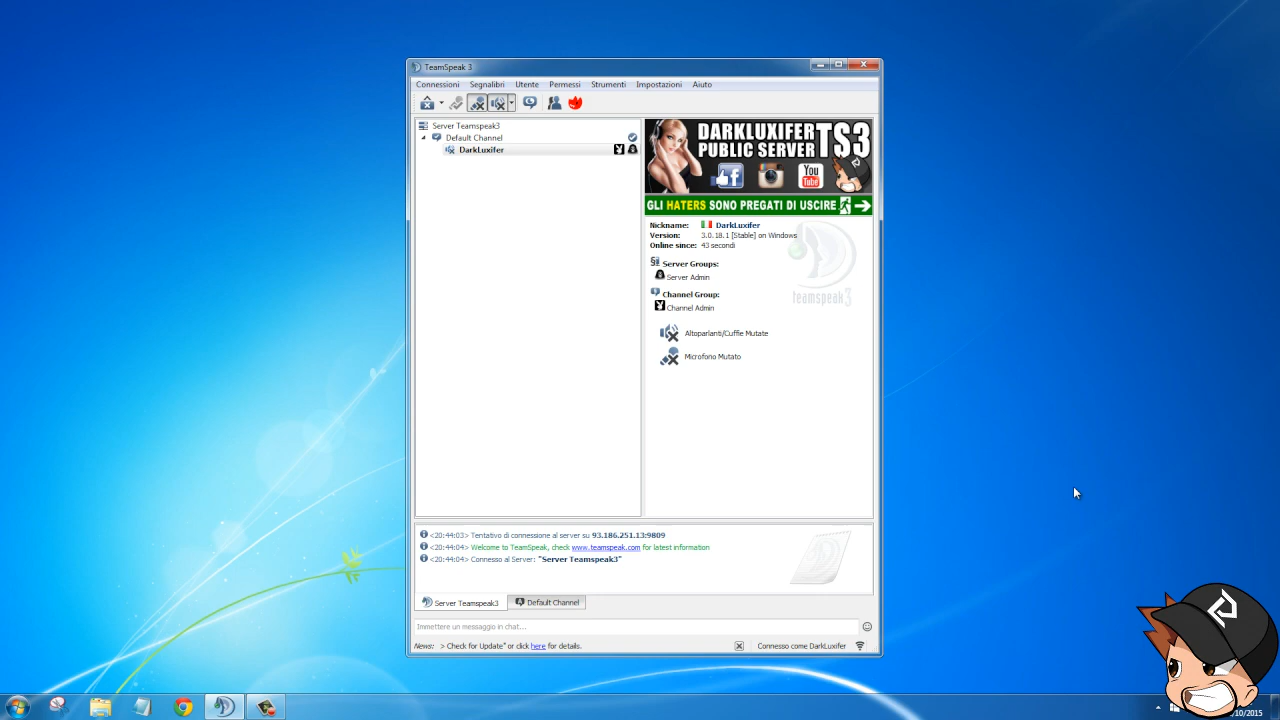 TeamSpeak 3
Connessioni Segnalibri Utente Permessi Strumenti Impostazioni Aiuto
Server Teamspeak3
Default Channel
DarkLuxifer
DARKLUXIFER TS3
PUBLIC SERVER
You
Tube
GLI HATERS SONO PREGATI DI USCIRE
Nickname: DarkLuxifer
Version: 3.0.18.1 [Stable] on Windows
Online since: 43 secondi
Server Groups:
Server Admin
Channel Group:
Channel Admin
teamspeak3
Altoparlanti/Cuffie Mutate
Microfono Mutato
<20:44:03> Tentativo di connessione al server su 93.186.251.13:9809
<20:44:04> Welcome to TeamSpeak, check www.teamspeak.com for latest information
<20:44:04> Connesso al Server: "Server Teamspeak3"
Server Teamspeak3 Default Channel
Immettere un messaggio in chat...
News: > Check for Update" or click here for details. Connesso come DarkLuxifer
/10/2015